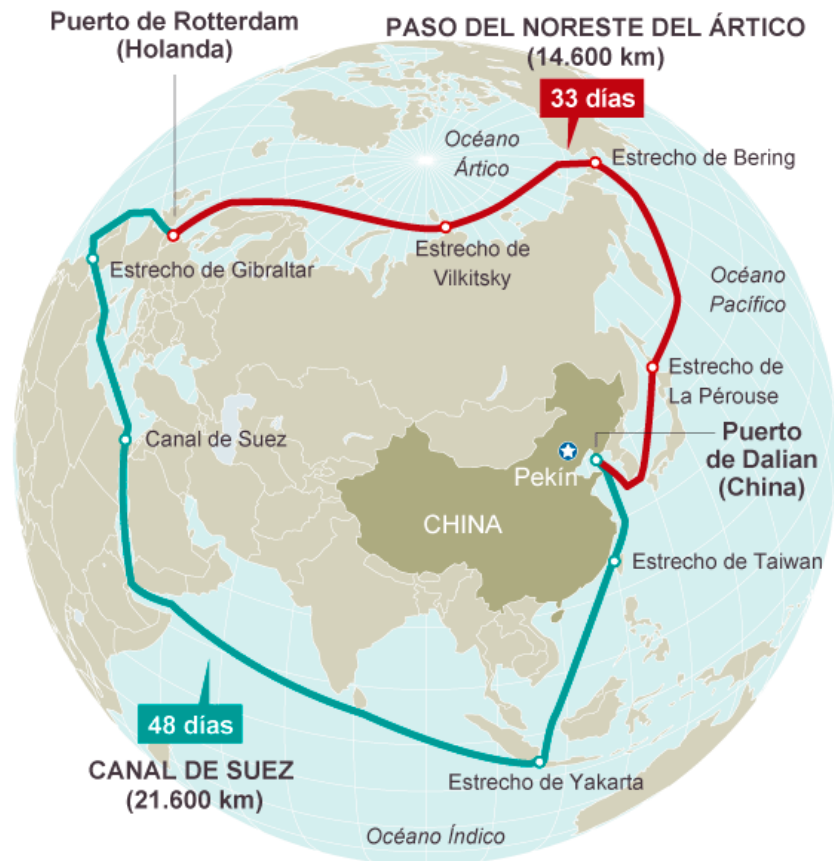 Puerto de Rotterdam
(Holanda)
PASO DEL NORESTE DEL ÁRTICO
(14.600 km)
33 días
Océano
Ártico
Estrecho de Bering
Estrecho de Gibraltar
Estrecho de
Vilkitsky
Océano
Pacífico
Estrecho de
La Pérouse
Canal de Suez
Puerto
de Dalian
(China)
Pekín
CHINA
Estrecho de Taiwan
48 días
CANAL DE SUEZ
(21.600 km)
Estrecho de Yakarta
Océano Índico